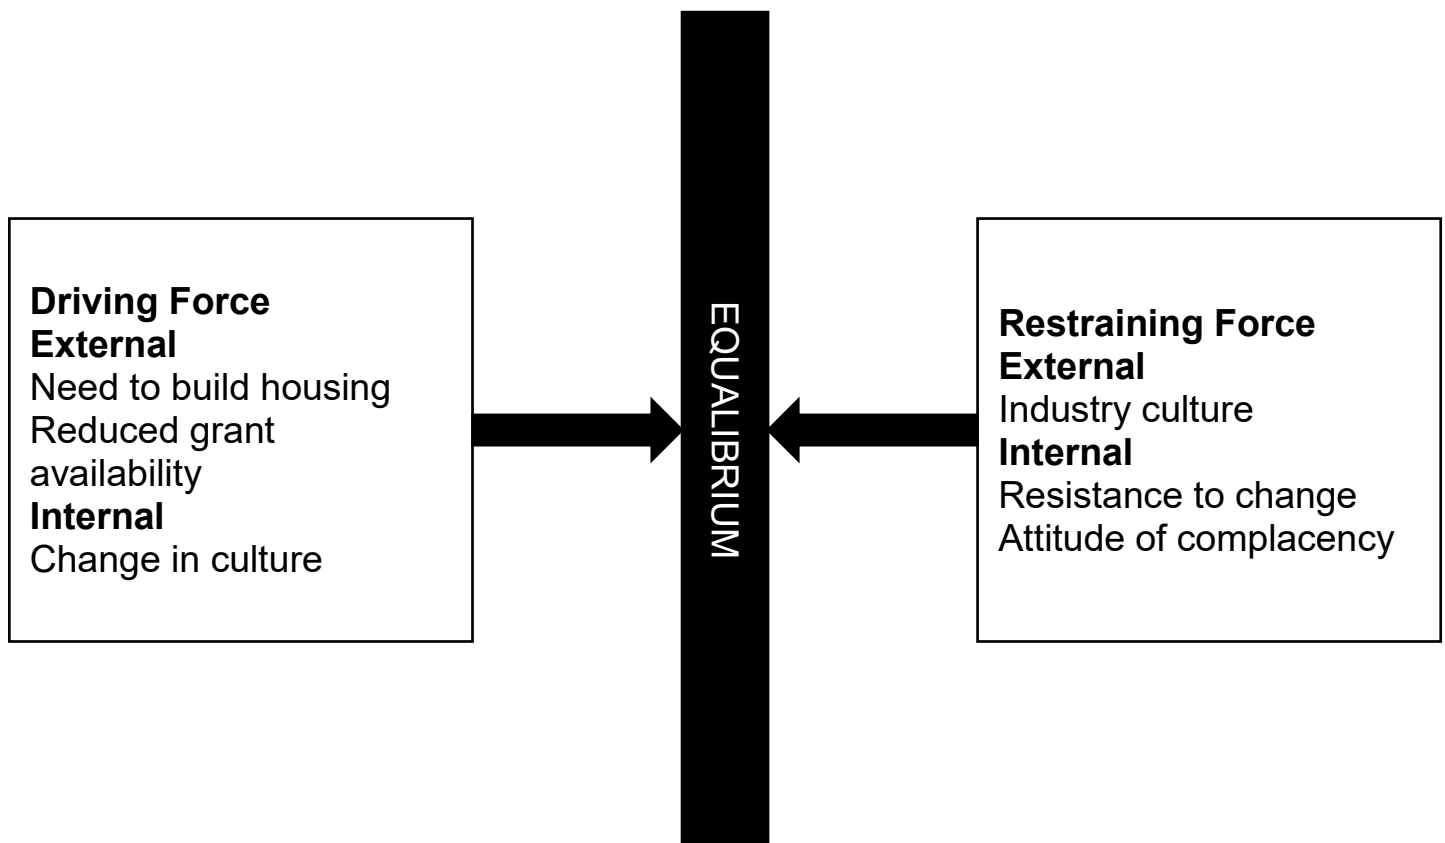 Driving Force
External
Need to build housing
Reduced grant
availability
Internal
Change in culture
EQUALIBRIUM
Restraining Force
External
Industry culture
Internal
Resistance to change
Attitude of complacency